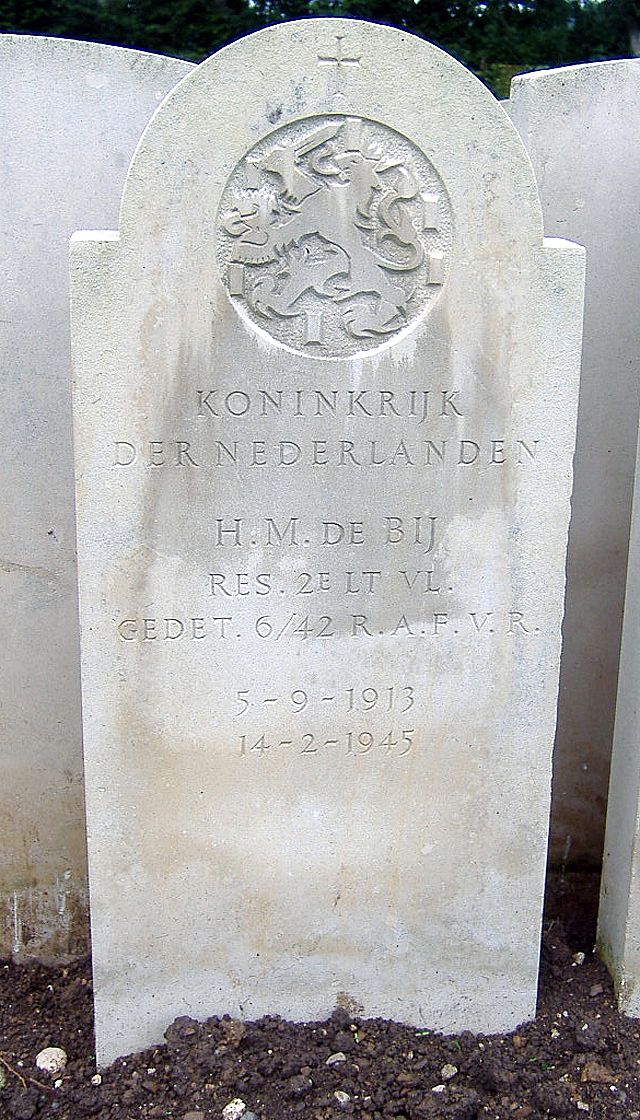 KONINKRIJK
DER NEDERLANDEN
H. M. DE BIJ
RES. 2E LT VL.
GEDET. 6/42 R. A. F. V. R.
5 - 9 - 1913
14 - 2 - 1945